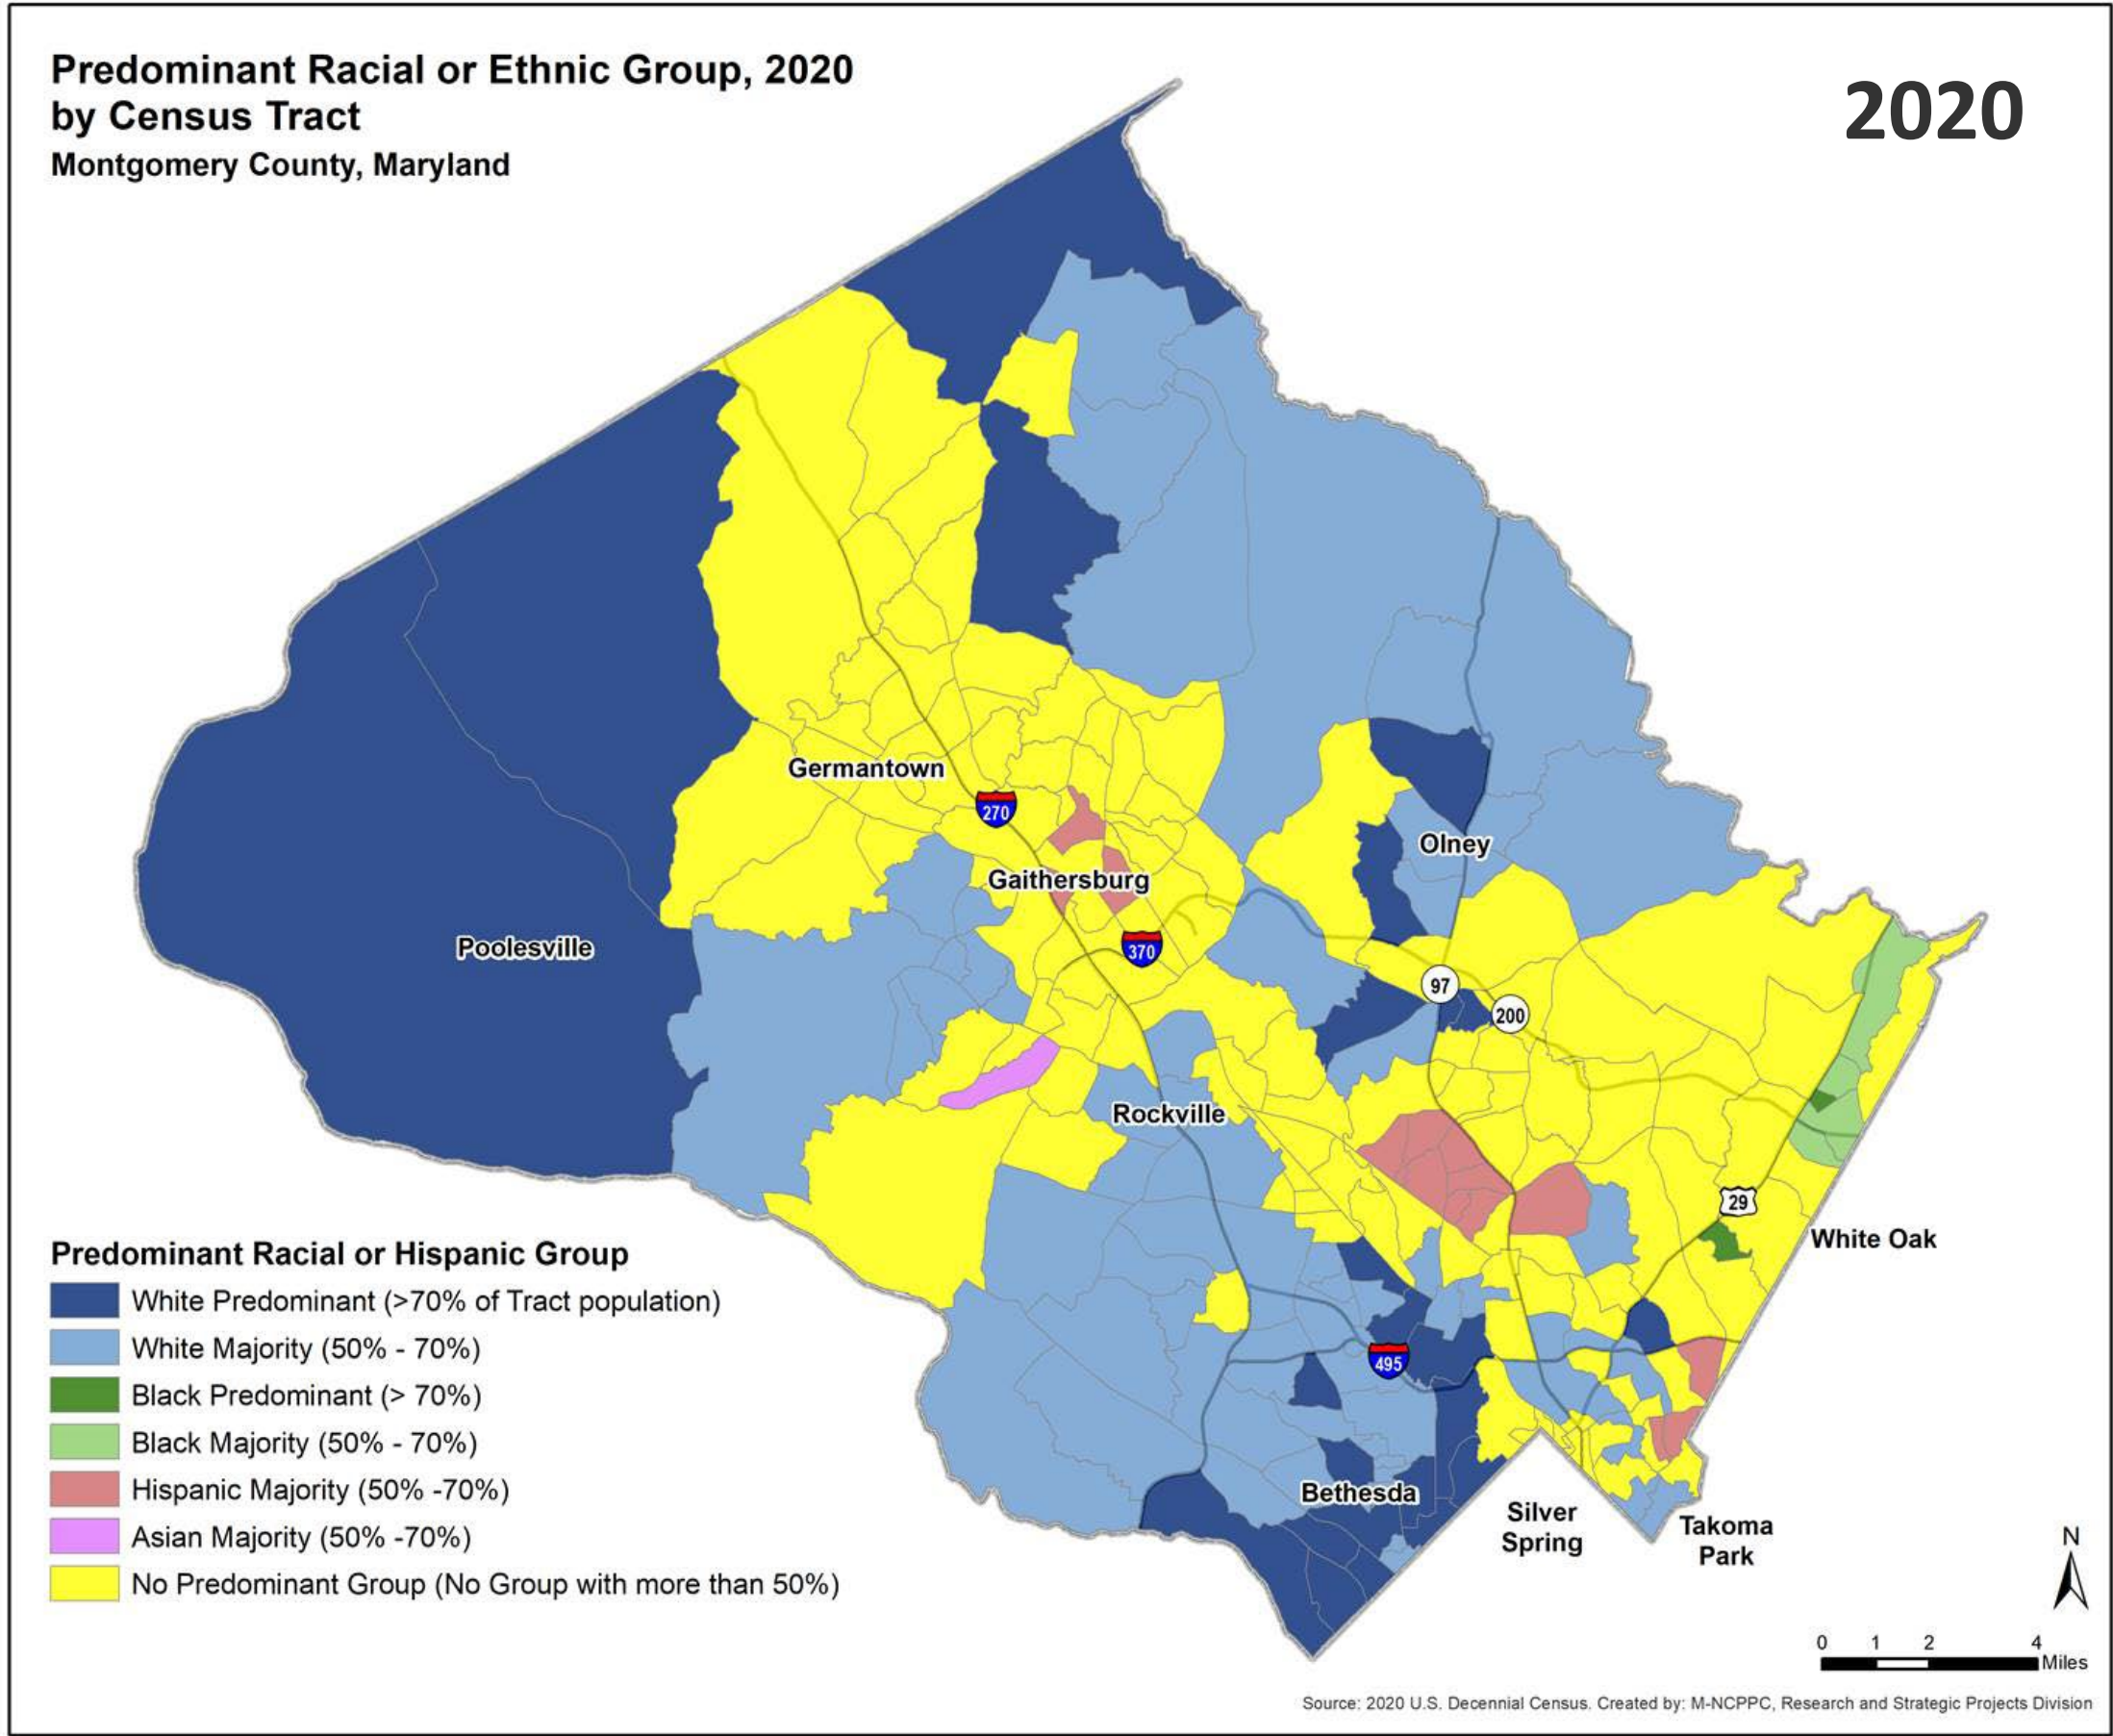 Predominant Racial or Ethnic Group, 2020
by Census Tract
Montgomery County, Maryland
2020
Germantown
270
Olney
Gaithersburg
Poolesville
370
97
200
Rockville
29
White Oak
495
Bethesda
Silver
Spring
Takoma
Park
Predominant Racial or Hispanic Group
White Predominant (>70% of Tract population)
White Majority (50% - 70%)
Black Predominant (> 70%)
Black Majority (50% - 70%)
Hispanic Majority (50% -70%)
Asian Majority (50% -70%)
No Predominant Group (No Group with more than 50%)
N
0 1 2 4
Miles
Source: 2020 U.S. Decennial Census. Created by: M-NCPPC, Research and Strategic Projects Division